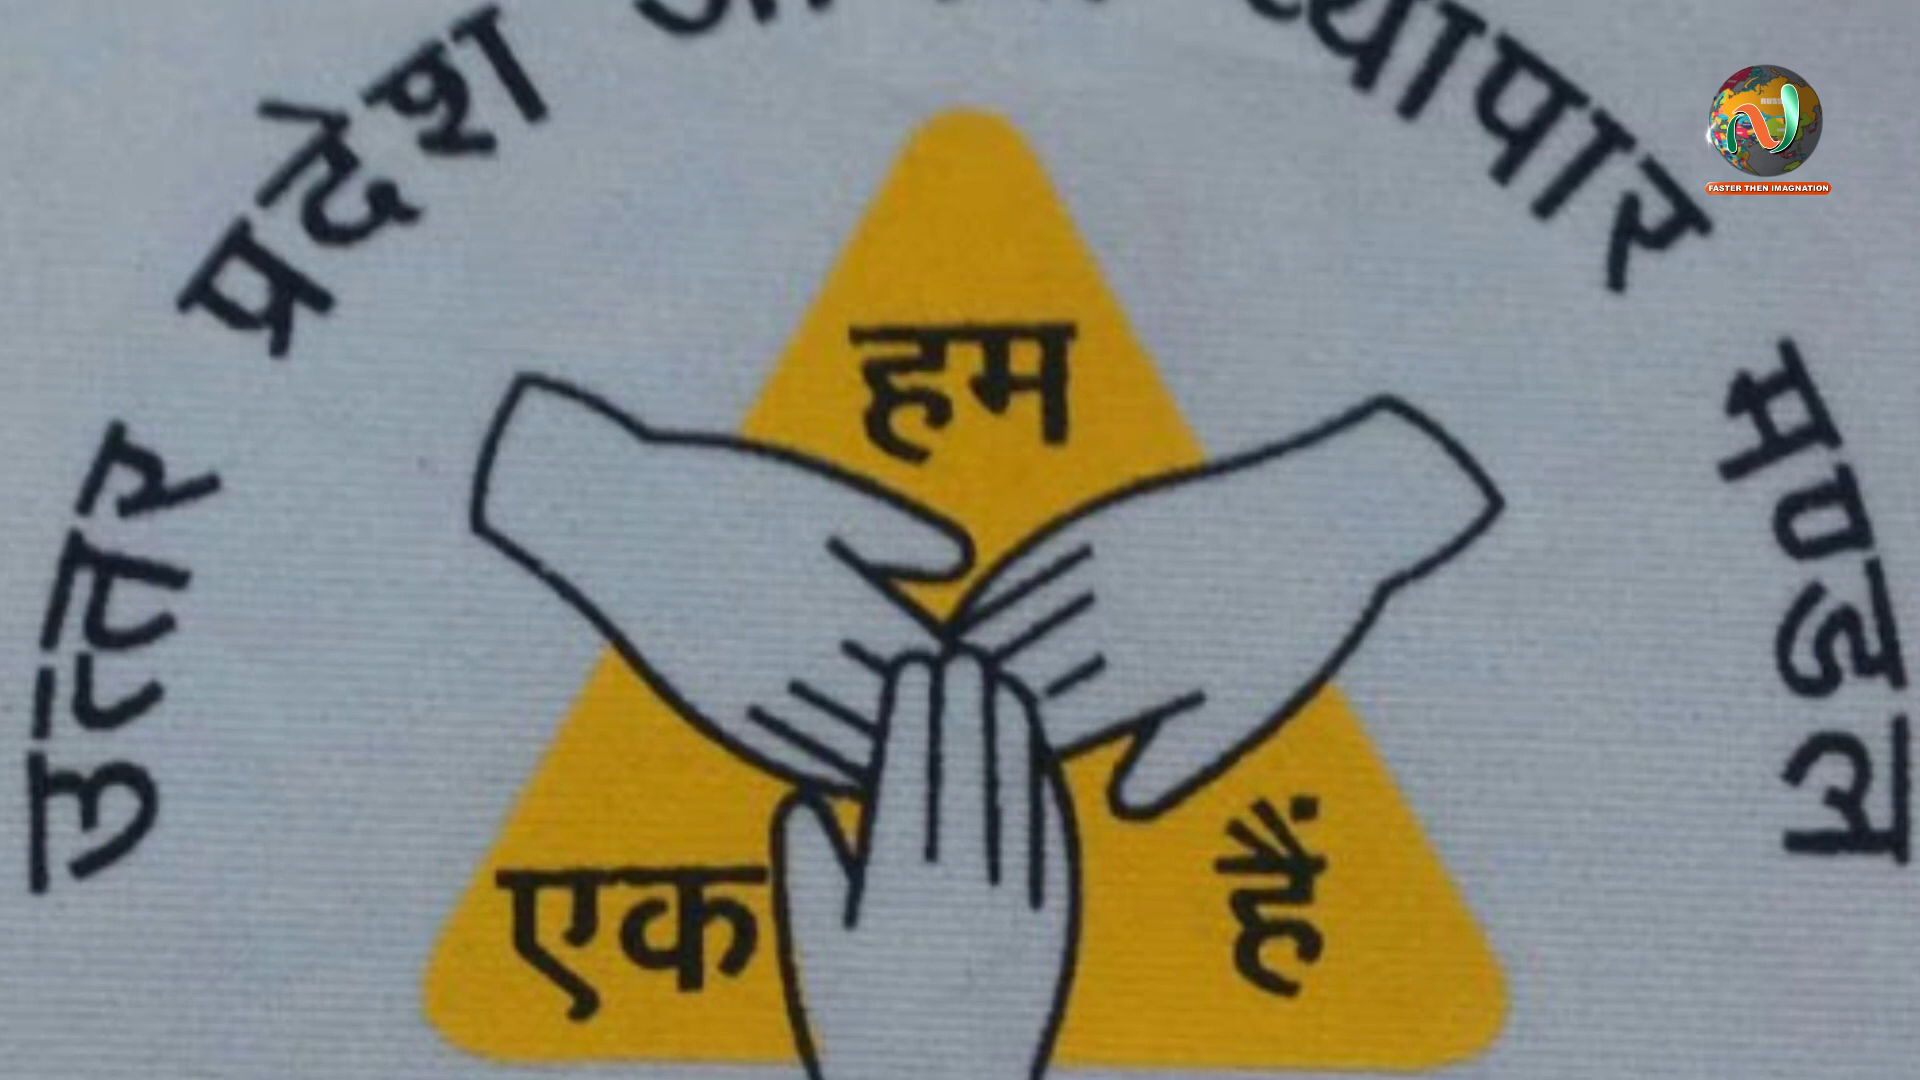 उत्तर प्रदेश व्यापार मण्डल
हम
एक
हैं
FASTER THEN IMAGNATION